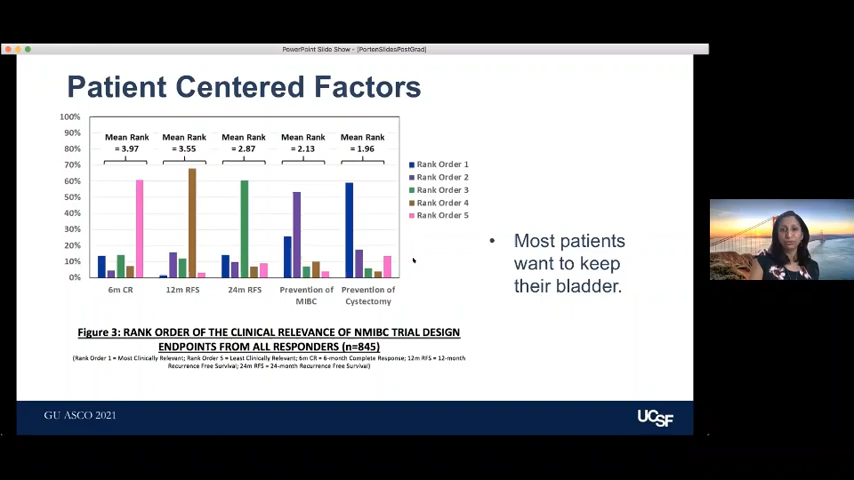 PowerPoint Slide Show - [PortenSlidesPostGrad]
Patient Centered Factors
100%
90%
80%
70%
60%
50%
40%
30%
20%
10%
0%
Mean Rank
= 3.97
Mean Rank
= 3.55
Mean Rank
= 2.87
Mean Rank
= 2.13
Mean Rank
= 1.96
6m CR
12m RFS
24m RFS
Prevention of
MIBC
Prevention of
Cystectomy
Rank Order 1
Rank Order 2
Rank Order 3
Rank Order 4
Rank Order 5
• Most patients
want to keep
their bladder.
Figure 3: RANK ORDER OF THE CLINICAL RELEVANCE OF NMIBC TRIAL DESIGN
ENDPOINTS FROM ALL RESPONDERS (n=845)
(Rank Order 1 = Most Clinically Relevant; Rank Order 5 = Least Clinically Relevant; 6m CR = 6-month Complete Response; 12m RFS = 12-month
Recurrence Free Survival; 24m RFS = 24-month Recurrence Free Survival)
GU ASCO 2021
UCSF